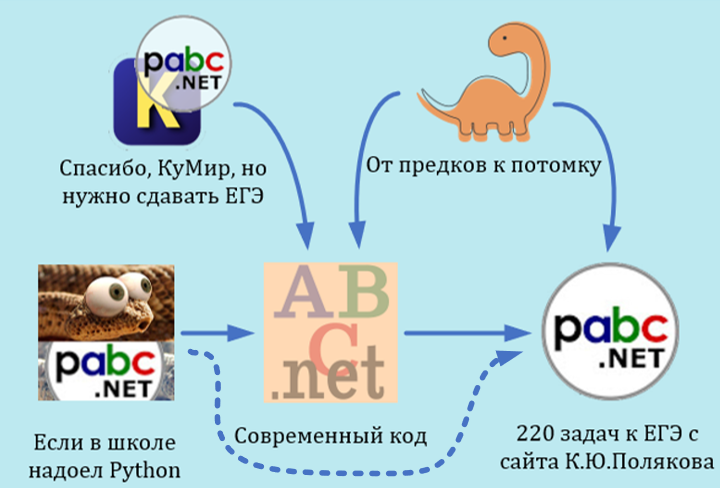 pabc
.NET
K
Спасибо, КуМир, но
нужно сдавать ЕГЭ
От предков к потомку
pabc
.NET
Если в школе
надоел Python
ABC
.net
Современный код
pabc
.NET
220 задач к ЕГЭ с
сайта К.Ю.Полякова